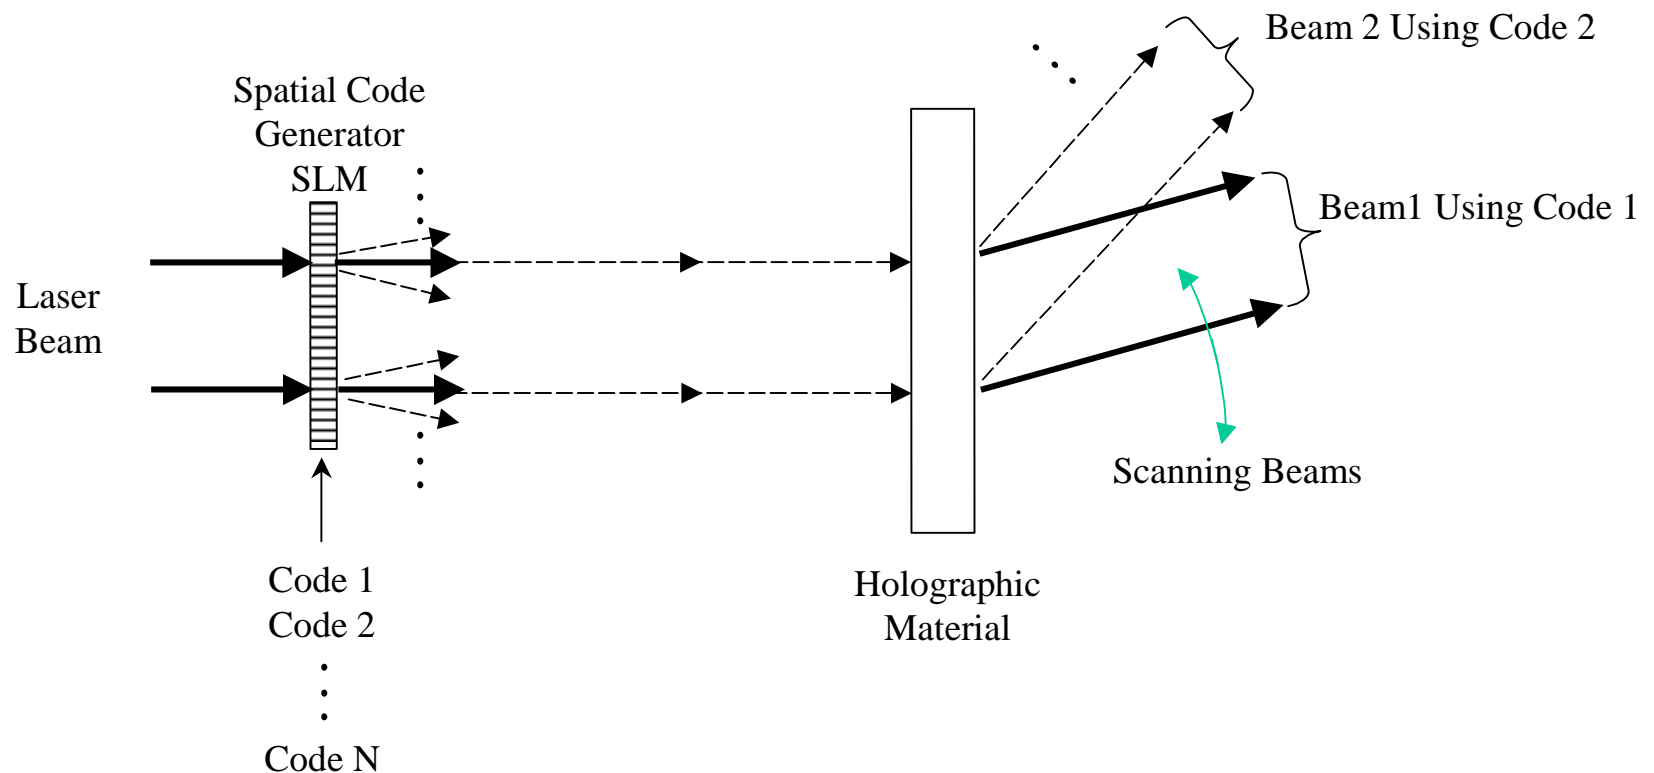 Beam 2 Using Code 2
Spatial Code
Generator
SLM
Beam1 Using Code 1
Laser
Beam
Scanning Beams
Code 1
Code 2
Code N
Holographic
Material